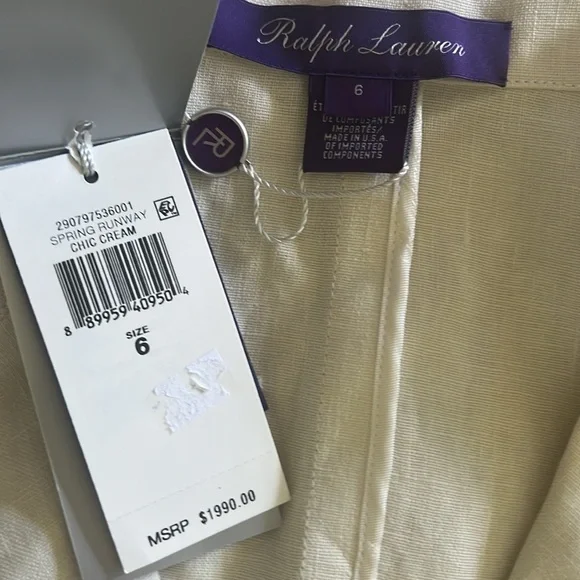 Ralph Lauren
6
DE COMPOSANTS
IMPORTÉS/
MADE IN U.S.A.
OF IMPORTED
COMPONENTS
RL
290797536001
SPRING RUNWAY
CHIC CREAM
8 89959 40950 4
SIZE
6
MSRP $1990.00